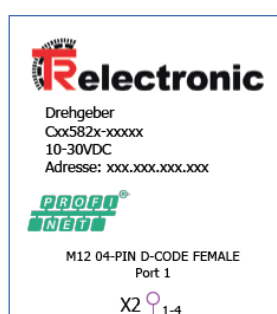 TRelectronic
Drehgeber
Cxx582x-xxxxx
10-30VDC
Adresse: xxx.xxx.xxx.xxx
PROFI®
NET
M12 04-PIN D-CODE FEMALE
Port 1
X2 1-4